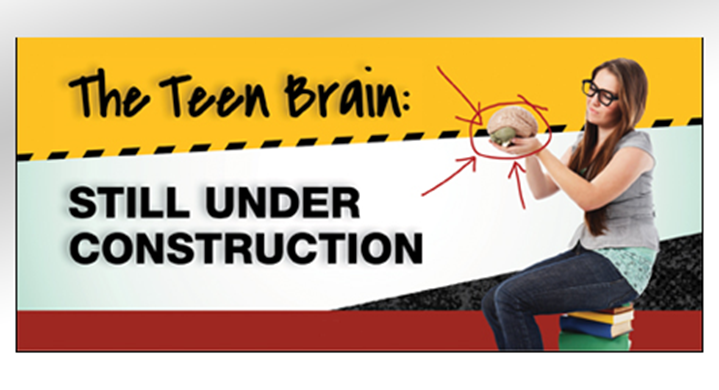 The Teen Brain:
STILL UNDER
CONSTRUCTION